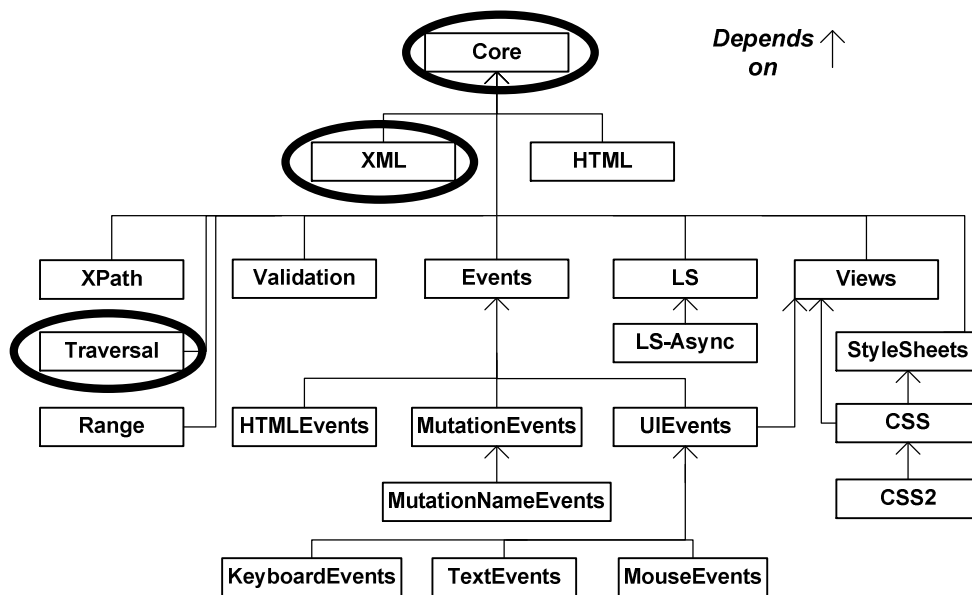 Core
Depends
on
XML
HTML
XPath
Validation
Events
LS
Views
Traversal
LS-Async
StyleSheets
Range
HTMLEvents
MutationEvents
UIEvents
CSS
MutationNameEvents
CSS2
KeyboardEvents
TextEvents
MouseEvents